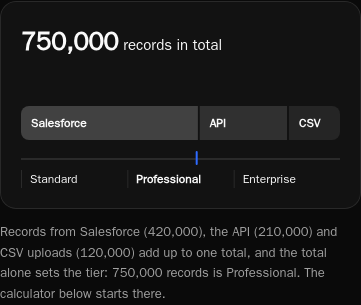 750,000 records in total
Salesforce API CSV
Standard Professional Enterprise
Records from Salesforce (420,000), the API (210,000) and
CSV uploads (120,000) add up to one total, and the total
alone sets the tier: 750,000 records is Professional. The
calculator below starts there.